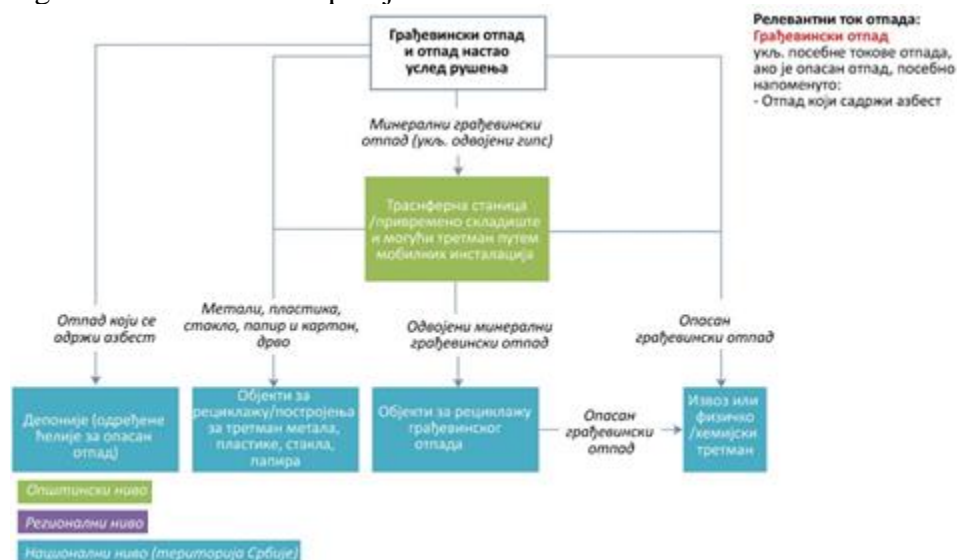 Грађевински отпад
и отпад настао
услед рушења
Релевантни ток отпада:
Грађевински отпад
укљ. посебне токове отпада,
ако је опасан отпад, посебно
напоменуто:
- Отпад који садржи азбест
Минерални грађевински
отпад (укљ. одвојени гипс)
Траснферна станица
/привремено складиште
и могући третман путем
мобилних инсталација
Отпад који се
адржи азбест
Метали, пластика,
стакло, папир и картон,
дрво
Одвојени минерални
грађевински отпад
Опасан
грађевински отпад
Депоније (одређене
ћелије за опасан
отпад)
Објекти за
рециклажу/постројења
за третман метала,
пластике, стакла,
папира
Објекти за рециклажу
грађевинског
отпада
Опасан
грађевински
отпад
Извоз или
физичко
/хемијски
третман
Општински ниво
Регионални ниво
Национални ниво (територија Србије)